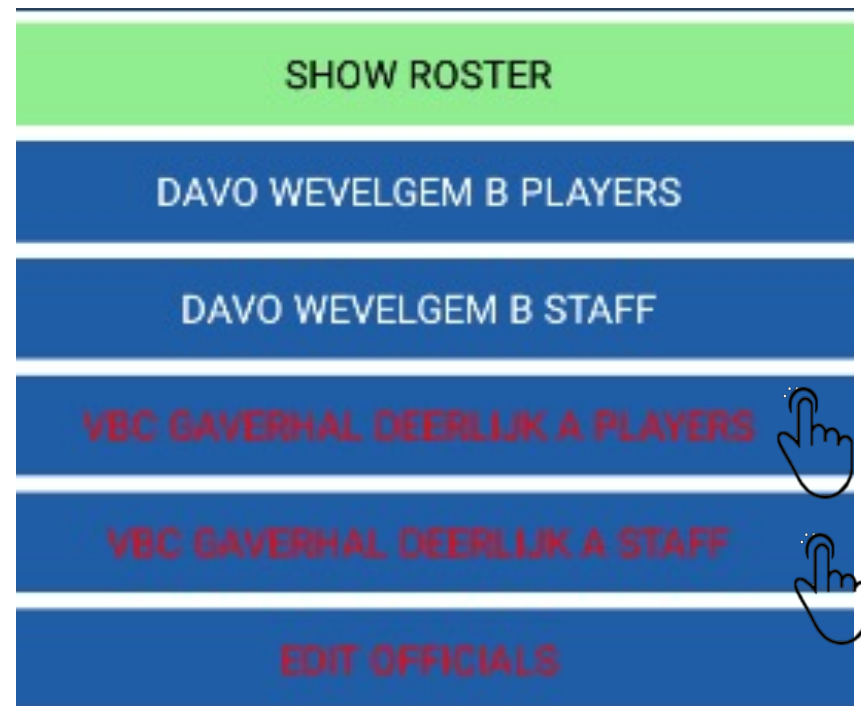 SHOW ROSTER
DAVO WEVELGEM B PLAYERS
DAVO WEVELGEM B STAFF
VBC GAVERHAL DEERLIJK A PLAYERS
VBC GAVERHAL DEERLIJK A STAFF
EDIT OFFICIALS